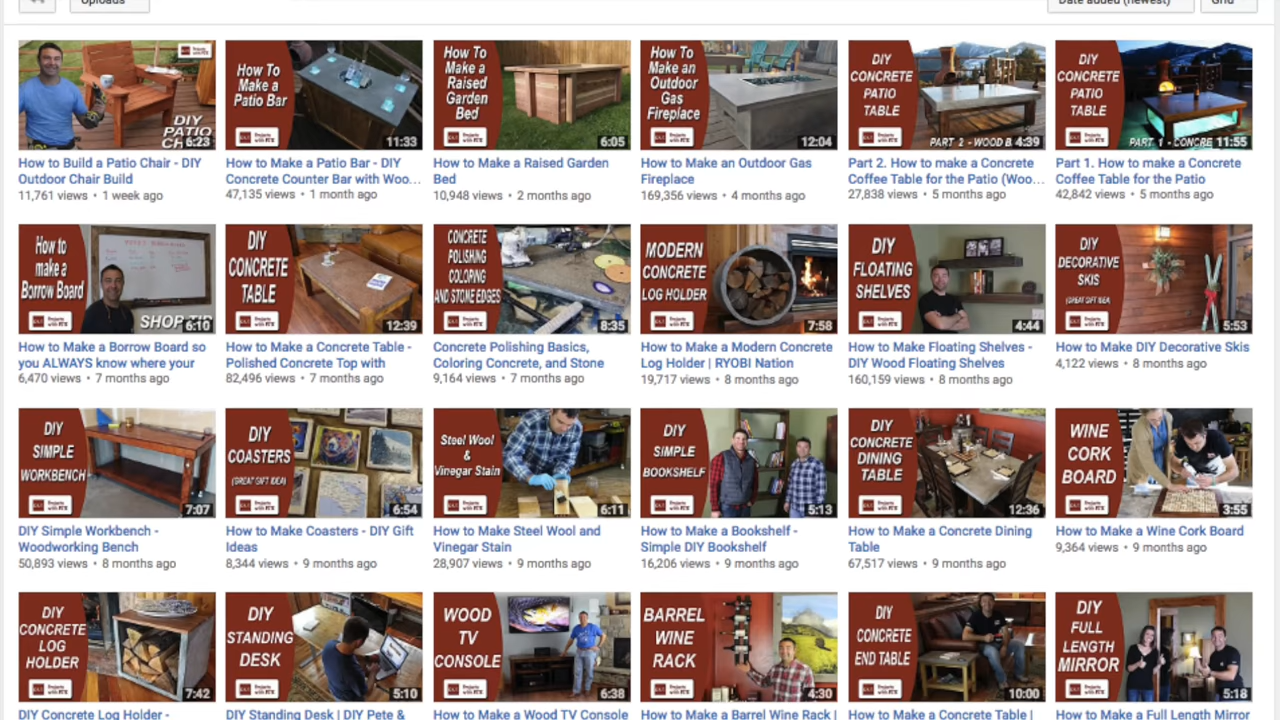 Uploads
Date added (newest)
Grid
DIY
PATIO
6:23
How To
Make a
Patio Bar
11:33
How To
Make a
Raised
Garden
Bed
6:05
How To
Make an
Outdoor
Gas
Fireplace
12:04
DIY
CONCRETE
PATIO
TABLE
PART 2 - WOOD B
4:39
DIY
CONCRETE
PATIO
TABLE
PART 1 - CONCRE
11:55
How to Build a Patio Chair - DIY
Outdoor Chair Build
11,761 views • 1 week ago
How to Make a Patio Bar - DIY
Concrete Counter Bar with Woo…
47,135 views • 1 month ago
How to Make a Raised Garden
Bed
10,948 views • 2 months ago
How to Make an Outdoor Gas
Fireplace
169,356 views • 4 months ago
Part 2. How to make a Concrete
Coffee Table for the Patio (Woo…
27,838 views • 5 months ago
Part 1. How to make a Concrete
Coffee Table for the Patio
42,842 views • 5 months ago
How to
make a
Borrow Board
SHOP TIP
6:10
DIY
CONCRETE
TABLE
12:39
CONCRETE
POLISHING
COLORING
AND STONE EDGES
8:35
MODERN
CONCRETE
LOG HOLDER
7:58
DIY
FLOATING
SHELVES
4:44
DIY
DECORATIVE
SKIS
(GREAT GIFT IDEA)
5:53
How to Make a Borrow Board so
you ALWAYS know where your
6,470 views • 7 months ago
How to Make a Concrete Table -
Polished Concrete Top with
82,496 views • 7 months ago
Concrete Polishing Basics,
Coloring Concrete, and Stone
9,164 views • 7 months ago
How to Make a Modern Concrete
Log Holder | RYOBI Nation
19,717 views • 8 months ago
How to Make Floating Shelves -
DIY Wood Floating Shelves
160,159 views • 8 months ago
How to Make DIY Decorative Skis
4,122 views • 8 months ago
DIY
SIMPLE
WORKBENCH
7:07
DIY
COASTERS
(GREAT GIFT IDEA)
6:54
Steel Wool
&
Vinegar Stain
6:11
DIY
SIMPLE
BOOKSHELF
5:13
DIY
CONCRETE
DINING
TABLE
12:36
WINE
CORK
BOARD
3:55
DIY Simple Workbench -
Woodworking Bench
50,893 views • 8 months ago
How to Make Coasters - DIY Gift
Ideas
8,344 views • 9 months ago
How to Make Steel Wool and
Vinegar Stain
28,907 views • 9 months ago
How to Make a Bookshelf -
Simple DIY Bookshelf
16,206 views • 9 months ago
How to Make a Concrete Dining
Table
67,517 views • 9 months ago
How to Make a Wine Cork Board
9,364 views • 9 months ago
DIY
CONCRETE
LOG
HOLDER
7:42
DIY
STANDING
DESK
5:10
WOOD
TV
CONSOLE
6:38
BARREL
WINE
RACK
4:30
DIY
CONCRETE
END TABLE
10:00
DIY
FULL
LENGTH
MIRROR
5:18
DIY Concrete Log Holder -
DIY Standing Desk | DIY Pete &
How to Make a Wood TV Console
How to Make a Barrel Wine Rack |
How to Make a Concrete Table |
How to Make a Full Length Mirror